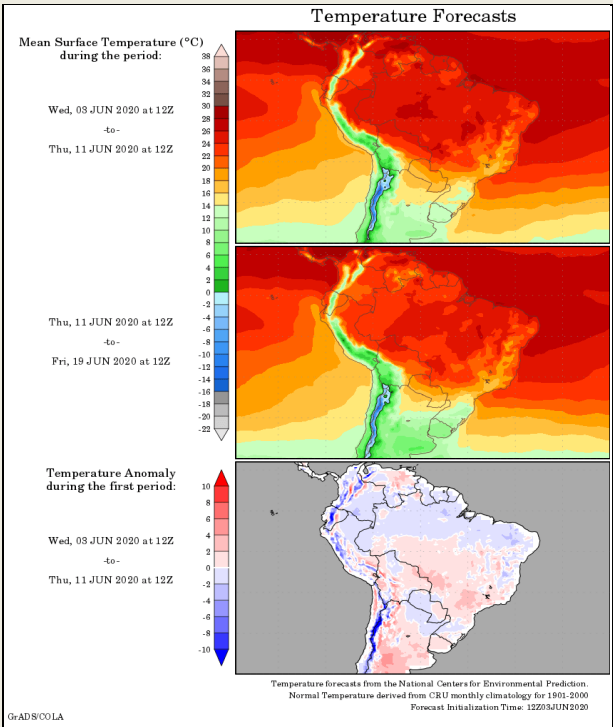 Temperature Forecasts
Mean Surface Temperature (°C)
during the period:
38
36
34
32
30
28
26
24
22
20
18
16
14
12
10
8
6
4
2
0
-2
-4
-6
-8
-10
-12
-14
-16
-18
-20
-22
Wed, 03 JUN 2020 at 12Z
-to-
Thu, 11 JUN 2020 at 12Z
Thu, 11 JUN 2020 at 12Z
-to-
Fri, 19 JUN 2020 at 12Z
Temperature Anomaly
during the first period:
10
8
6
4
2
0
-2
-4
-6
-8
-10
Wed, 03 JUN 2020 at 12Z
-to-
Thu, 11 JUN 2020 at 12Z
Temperature forecasts from the National Centers for Environmental Prediction.
Normal Temperature derived from CRU monthly climatology for 1901-2000
Forecast Initialization Time: 12Z03JUN2020
GrADS/COLA